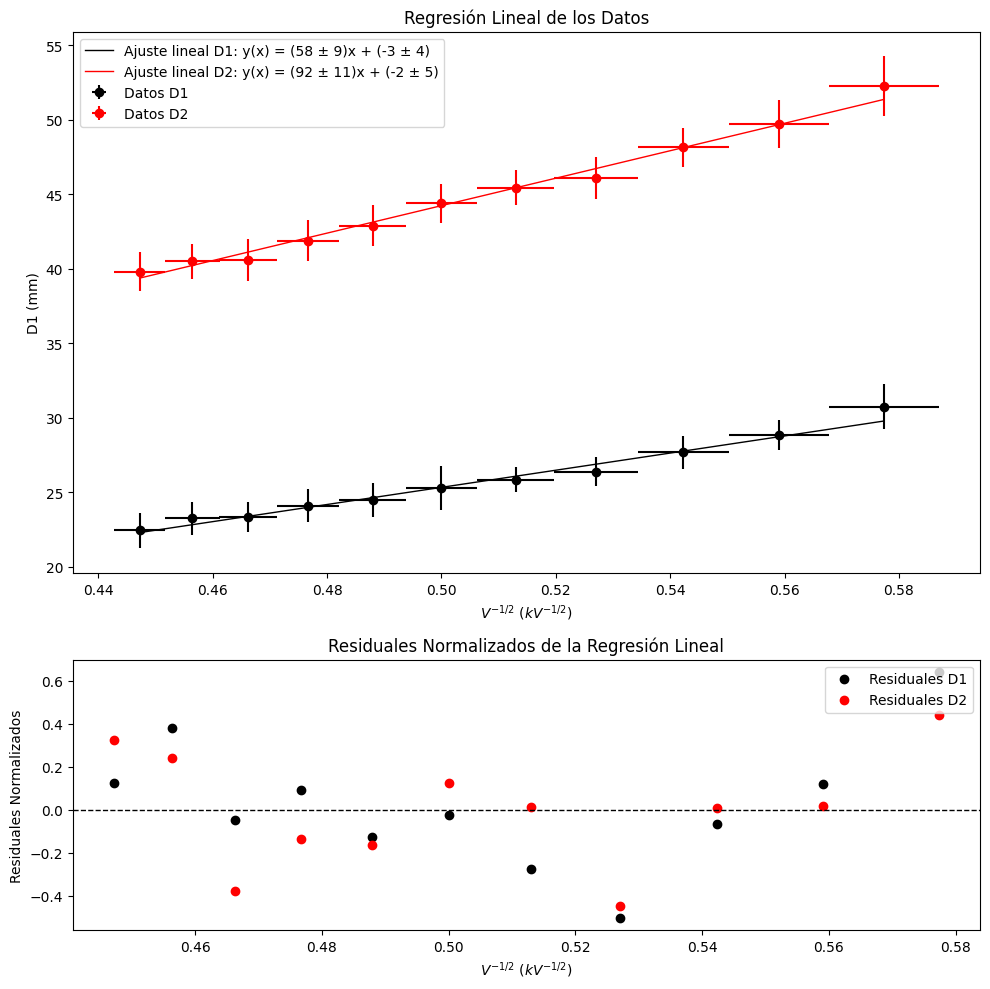 Regresión Lineal de los Datos
Ajuste lineal D1: y(x) = (58 ± 9)x + (-3 ± 4)
Ajuste lineal D2: y(x) = (92 ± 11)x + (-2 ± 5)
Datos D1
Datos D2
D1 (mm)
55
50
45
40
35
30
25
20
0.44 0.46 0.48 0.50 0.52 0.54 0.56 0.58
V^{-1/2} (kV^{-1/2})
Residuales Normalizados de la Regresión Lineal
Residuales D1
Residuales D2
Residuales Normalizados
0.6
0.4
0.2
0.0
−0.2
−0.4
0.46 0.48 0.50 0.52 0.54 0.56 0.58
V^{-1/2} (kV^{-1/2})